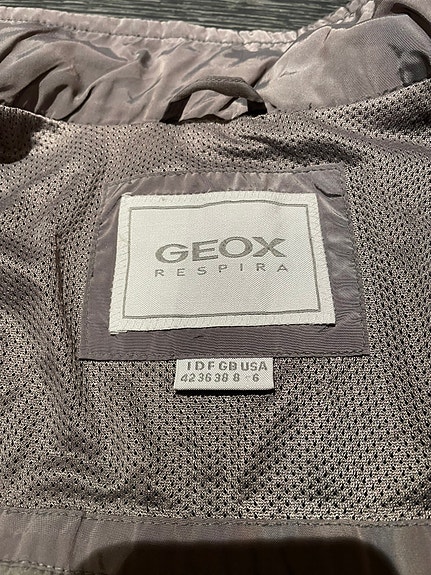 GEOX
RESPIRA
I D F GB USA
42 36 38 8 6